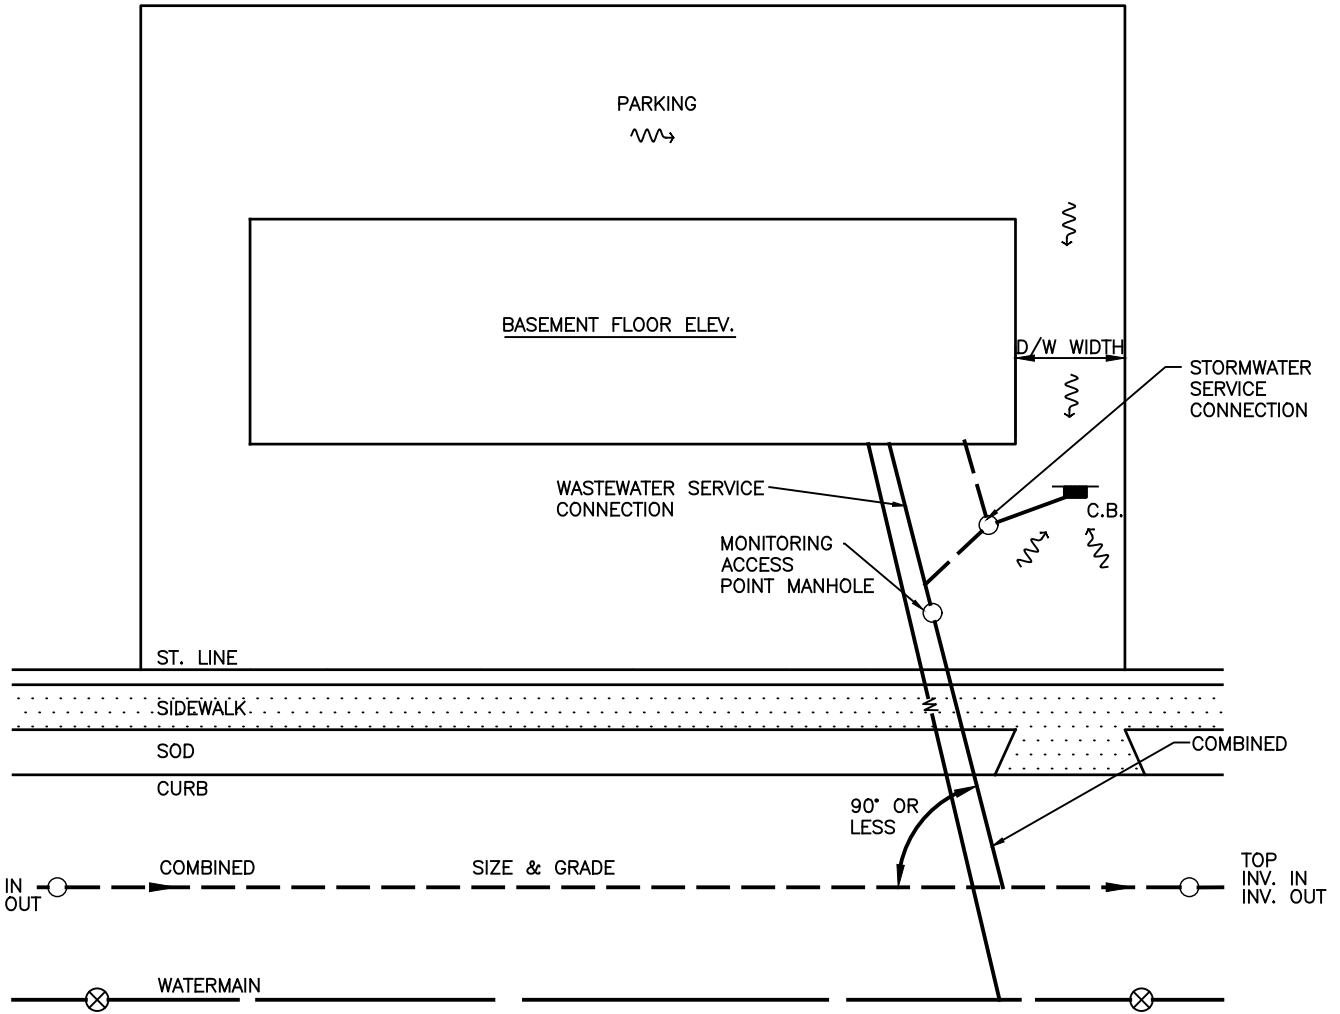 PARKING
BASEMENT FLOOR ELEV.
D/W WIDTH
STORMWATER
SERVICE
CONNECTION
WASTEWATER SERVICE
CONNECTION
C.B.
MONITORING
ACCESS
POINT MANHOLE
ST. LINE
SIDEWALK
SOD
COMBINED
CURB
90° OR
LESS
COMBINED
SIZE & GRADE
IN
OUT
TOP
INV. IN
INV. OUT
WATERMAIN